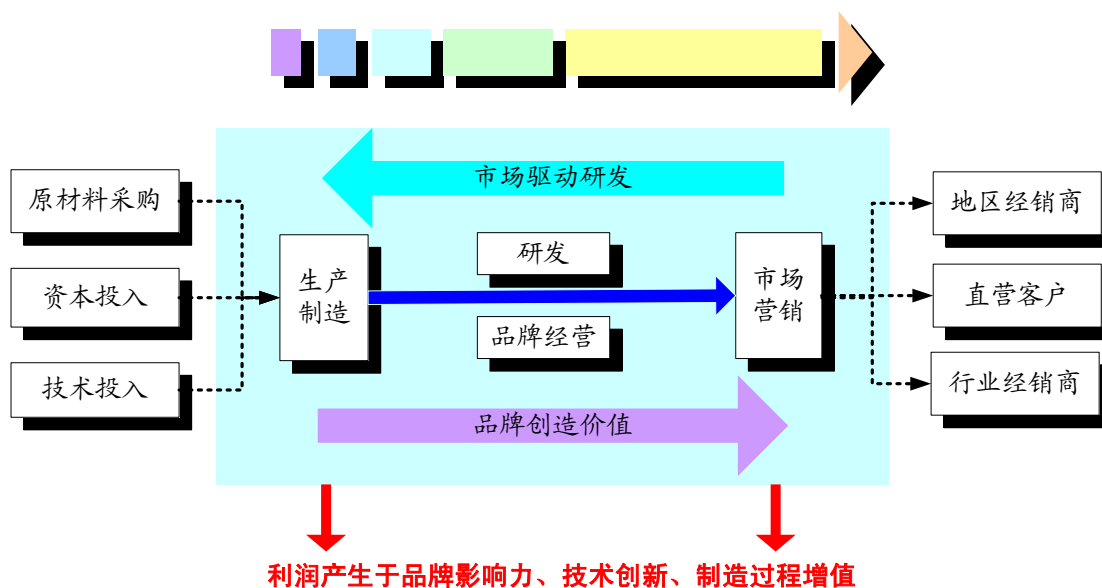 市场驱动研发
原材料采购
资本投入
技术投入
生产
制造
研发
品牌经营
市场
营销
地区经销商
直营客户
行业经销商
品牌创造价值
利润产生于品牌影响力、技术创新、制造过程增值